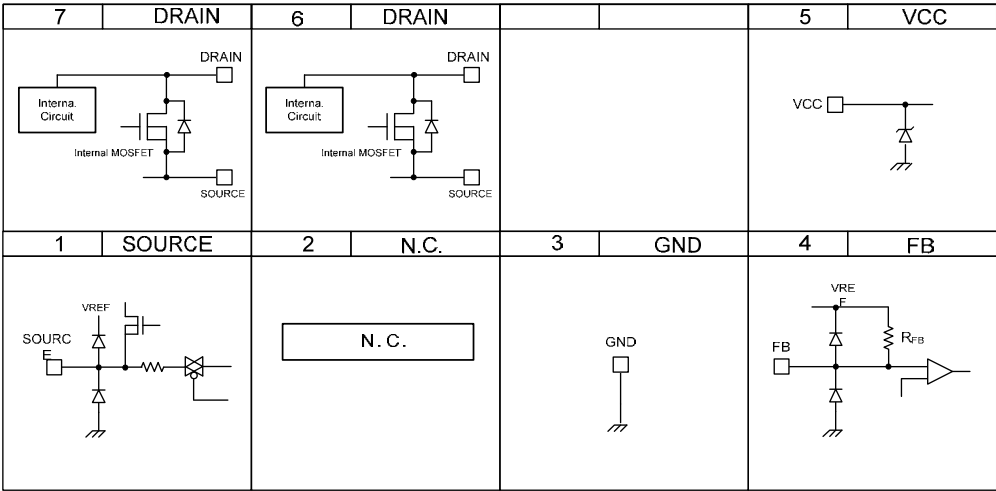 7 DRAIN 6 DRAIN 5 VCC
DRAIN
Interna.
Circuit
Internal MOSFET
SOURCE
DRAIN
Interna.
Circuit
Internal MOSFET
SOURCE
VCC
1 SOURCE 2 N.C. 3 GND 4 FB
VREF
SOURC
E
N.C.
GND
VRE
F
FB
RFB